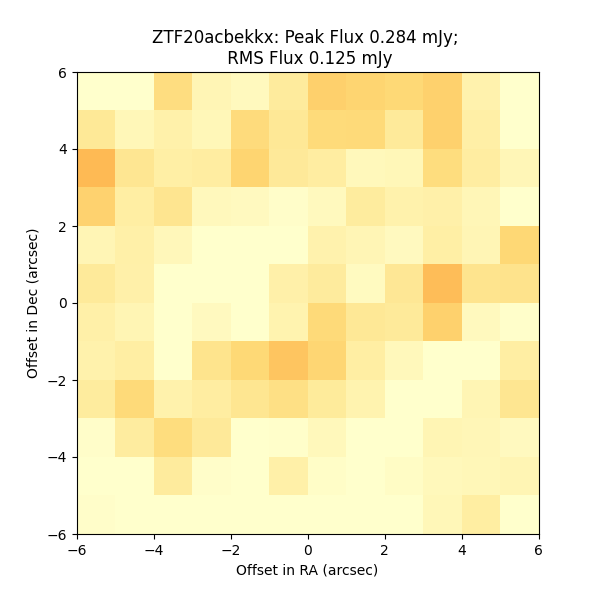 ZTF20acbekkx: Peak Flux 0.284 mJy;
RMS Flux 0.125 mJy
6
4
2
0
−2
−4
−6
Offset in Dec (arcsec)
−6 −4 −2 0 2 4 6
Offset in RA (arcsec)